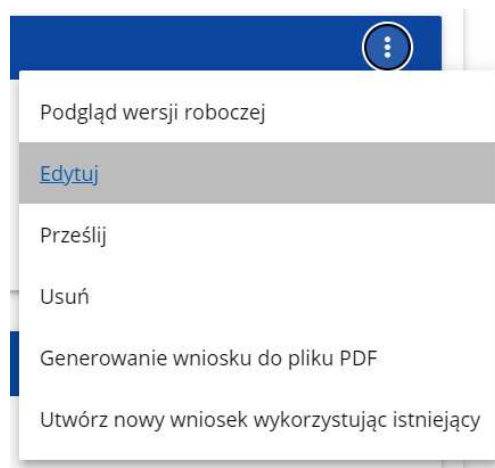 Podgląd wersji roboczej
Edytuj
Prześlij
Usuń
Generowanie wniosku do pliku PDF
Utwórz nowy wniosek wykorzystując istniejący